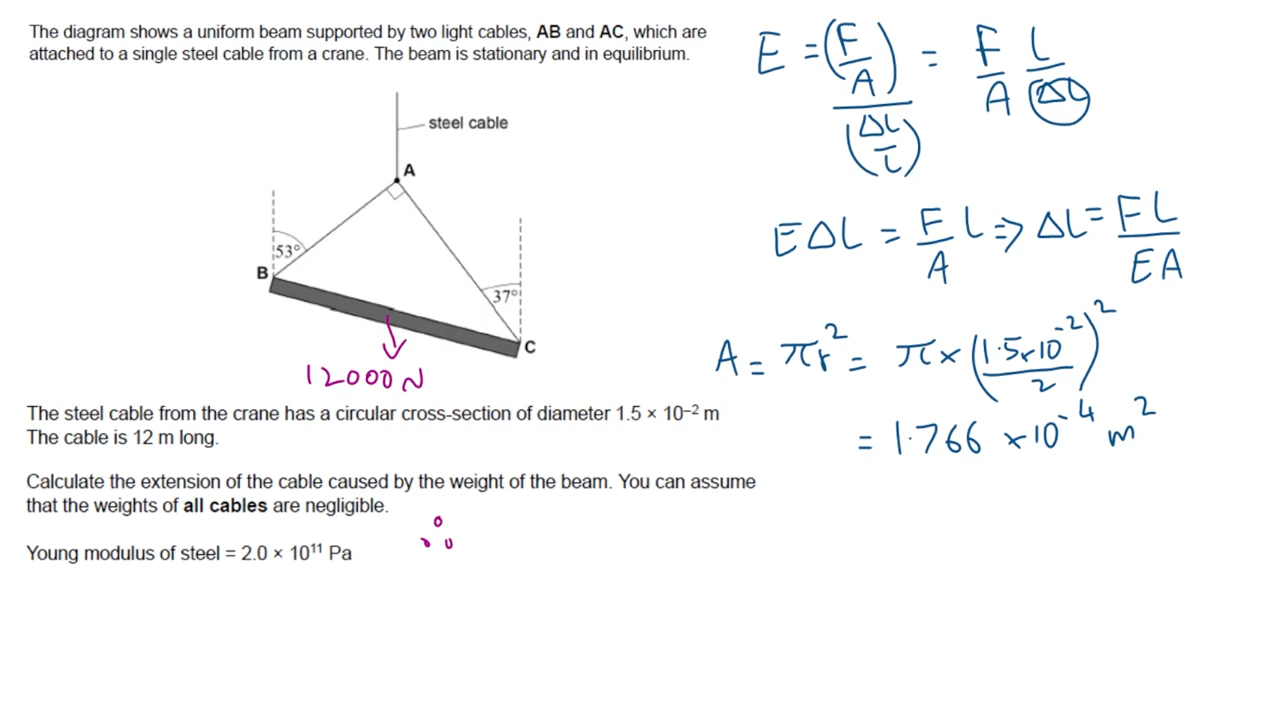 The diagram shows a uniform beam supported by two light cables, AB and AC, which are
attached to a single steel cable from a crane. The beam is stationary and in equilibrium.
steel cable
A
53°
B
37°
C
12000N
The steel cable from the crane has a circular cross-section of diameter 1.5 × 10⁻² m
The cable is 12 m long.
Calculate the extension of the cable caused by the weight of the beam. You can assume
that the weights of all cables are negligible.
Young modulus of steel = 2.0 × 10¹¹ Pa
E = (F/A)/(ΔL/L) = F/A L/ΔL
EΔL = F/A L ⇒ ΔL = FL/EA
A = πr² = π × (1.5×10⁻²/2)²
= 1.766 ×10⁻⁴ m²